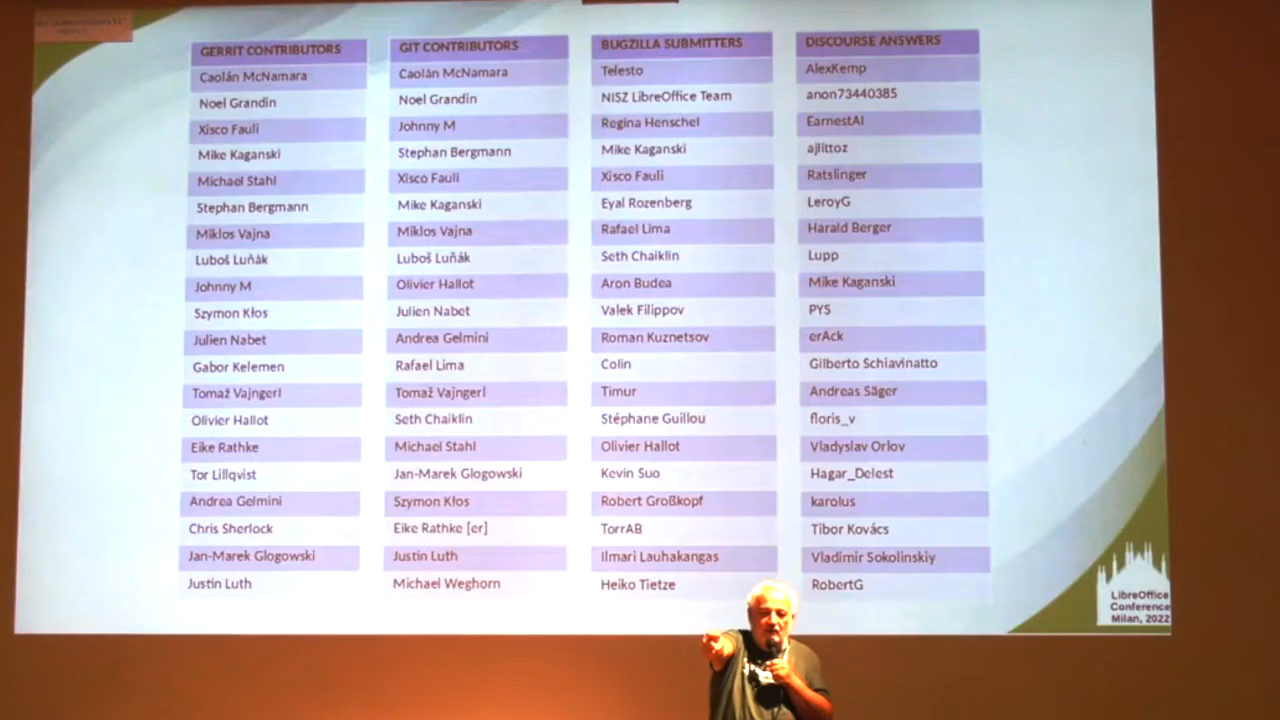 GERRIT CONTRIBUTORS GIT CONTRIBUTORS BUGZILLA SUBMITTERS DISCOURSE ANSWERS
Caolán McNamara Caolán McNamara Telesto AlexKemp
Noel Grandin Noel Grandin NISZ LibreOffice Team anon73440385
Xisco Fauli Johnny M Regina Henschel EarnestAl
Mike Kaganski Stephan Bergmann Mike Kaganski ajlittoz
Michael Stahl Xisco Fauli Xisco Fauli Ratslinger
Stephan Bergmann Mike Kaganski Eyal Rozenberg LeroyG
Miklos Vajna Miklos Vajna Rafael Lima Harald Berger
Luboš Luňák Luboš Luňák Seth Chaiklin Lupp
Johnny M Olivier Hallot Aron Budea Mike Kaganski
Szymon Kłos Julien Nabet Valek Filippov PYS
Julien Nabet Andrea Gelmini Roman Kuznetsov erAck
Gabor Kelemen Rafael Lima Colin Gilberto Schiavinatto
Tomaž Vajngerl Tomaž Vajngerl Timur Andreas Säger
Olivier Hallot Seth Chaiklin Stéphane Guillou floris_v
Eike Rathke Michael Stahl Olivier Hallot Vladyslav Orlov
Tor Lillqvist Jan-Marek Glogowski Kevin Suo Hagar_Delest
Andrea Gelmini Szymon Kłos Robert Großkopf karolus
Chris Sherlock Eike Rathke [er] TorrAB Tibor Kovács
Jan-Marek Glogowski Justin Luth Ilmari Lauhakangas Vladimir Sokolinskiy
Justin Luth Michael Weghorn Heiko Tietze RobertG
LibreOffice
Conference
Milan, 2022